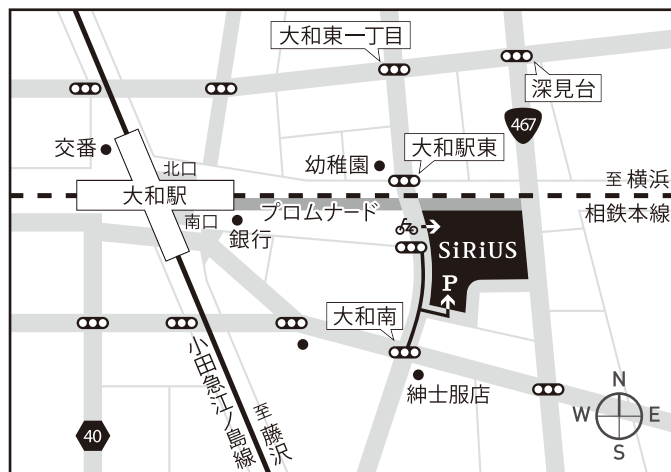 大和東一丁目
深見台
467
交番
北口
幼稚園
大和駅東
至 横浜
大和駅
相鉄本線
南口
プロムナード
銀行
SiRiUS
P
大和南
小田急江ノ島線
至 藤沢
紳士服店
40
N
W E
S